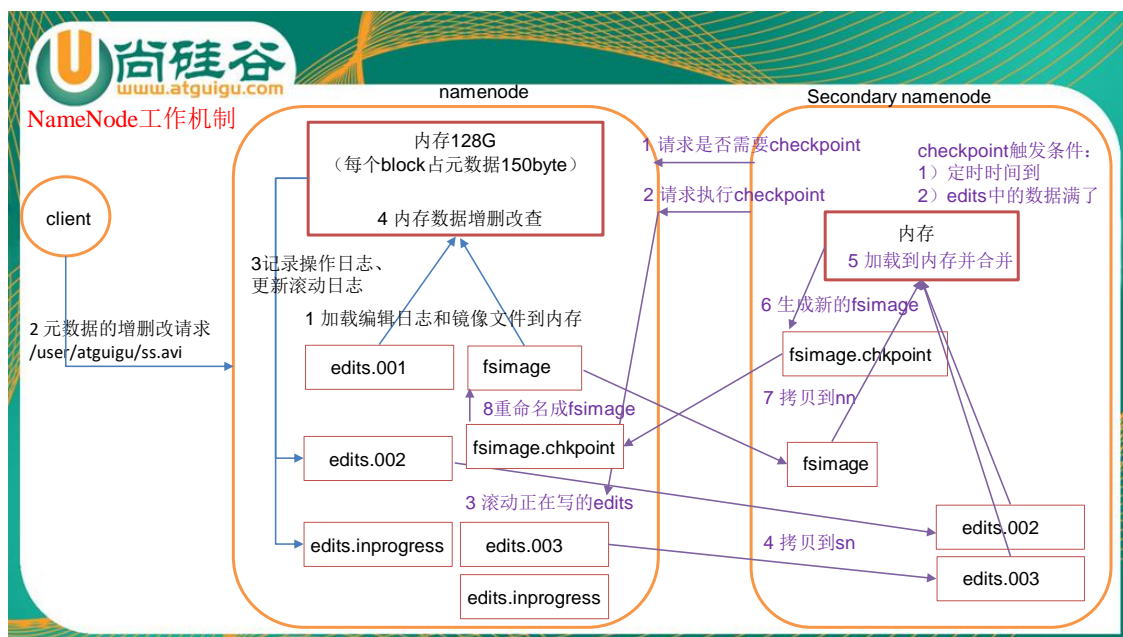 尚硅谷
www.atguigu.com
NameNode工作机制
namenode
Secondary namenode
内存128G
（每个block占元数据150byte）
4 内存数据增删改查
1 请求是否需要checkpoint
2 请求执行checkpoint
checkpoint触发条件：
1）定时时间到
2）edits中的数据满了
client
内存
5 加载到内存并合并
3记录操作日志、
更新滚动日志
6 生成新的fsimage
1 加载编辑日志和镜像文件到内存
2 元数据的增删改请求
/user/atguigu/ss.avi
edits.001
fsimage
fsimage.chkpoint
8重命名成fsimage
7 拷贝到nn
fsimage.chkpoint
edits.002
fsimage
3 滚动正在写的edits
edits.002
edits.inprogress
edits.003
4 拷贝到sn
edits.003
edits.inprogress